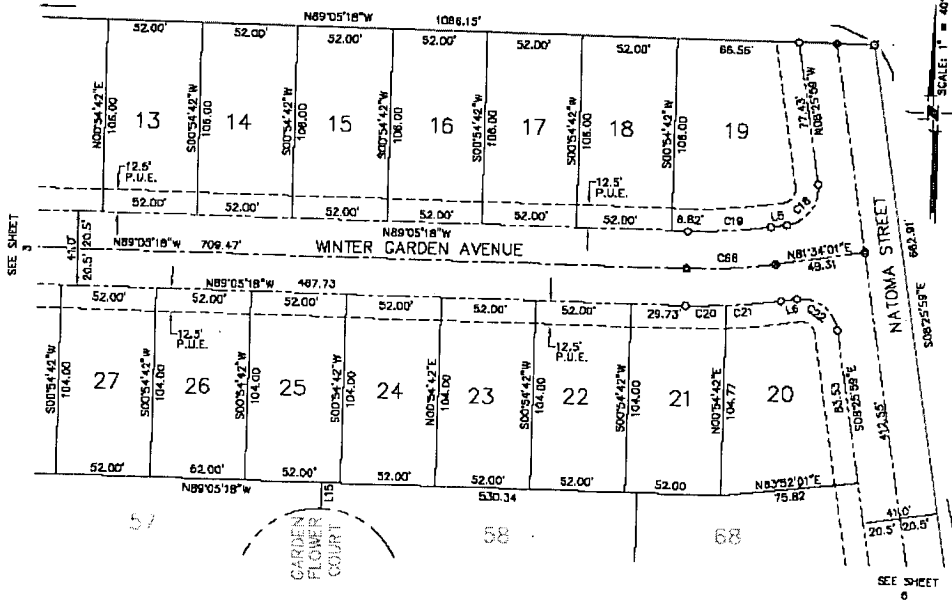 N89°05'18"W 1086.15'
52.00' 52.00' 52.00' 52.00' 52.00' 52.00' 66.56'
SCALE: 1" = 40'
N00°54'42"E 106.00
13
S00°54'42"W 106.00
14
S00°54'42"W 106.00
15
S00°54'42"W 106.00
16
S00°54'42"W 106.00
17
S00°54'42"W 106.00
18
S00°54'42"W 106.00
19
77.43'
N08°25'59"W
12.5'
P.U.E.
12.5'
P.U.E.
52.00' 52.00' 52.00' 52.00' 52.00' 52.00' 6.82' C19 L5 C18
N89°05'18"W
SEE SHEET
3
41.0'
20.5' 20.5'
N89°05'18"W 709.47' WINTER GARDEN AVENUE C66 N81°34'01"E
49.31
NATOMA STREET
662.91'
S08°25'59"E
N89°05'18"W 487.73
52.00' 52.00' 52.00' 52.00' 52.00' 52.00' 29.73' C20 C21 L6 C22
12.5'
P.U.E.
12.5'
P.U.E.
S00°54'42"W 104.00
27
S00°54'42"W 104.00
26
S00°54'42"W 104.00
25
S00°54'42"W 104.00
24
N00°54'42"E 104.00
23
S00°54'42"W 104.00
22
S00°54'42"W 104.00
21
N00°54'42"E 104.77
20
83.53
S08°25'59"E
412.55'
52.00' 62.00' 52.00' 52.00' 52.00' 52.00' 52.00 N83°52'01"E
N89°05'18"W L15 530.34 75.82
57
GARDEN
FLOWER
COURT
58
68
41.0'
20.5' 20.5'
SEE SHEET
6